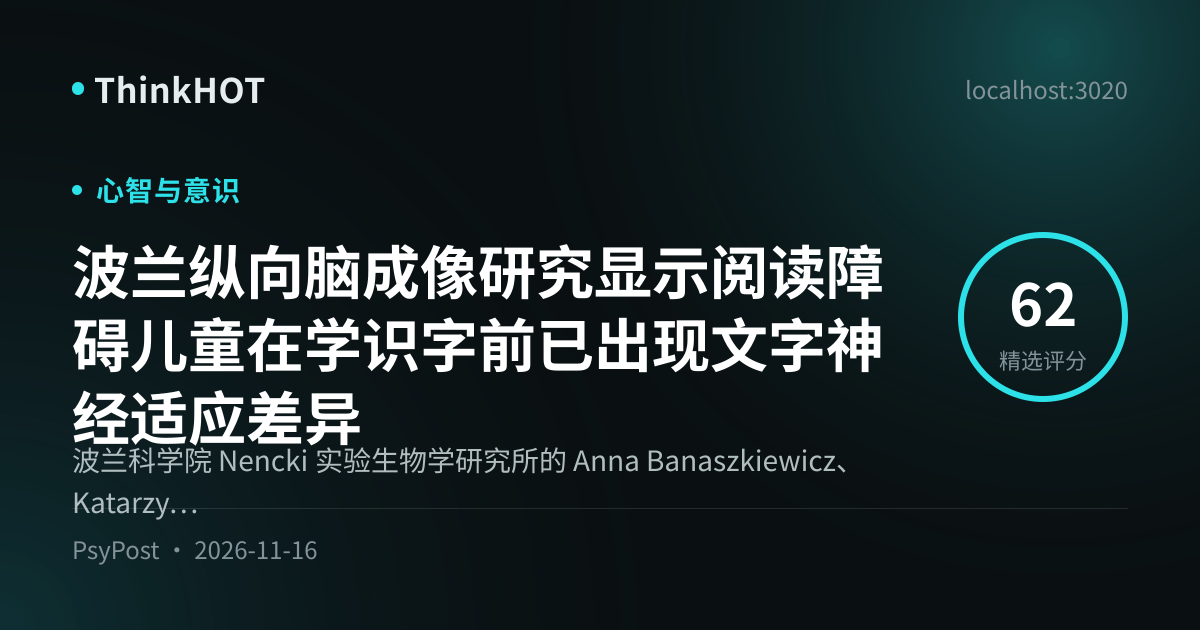 ThinkHOT
localhost:3020
心智与意识
波兰纵向脑成像研究显示阅读障
碍儿童在学识字前已出现文字神
经适应差异
62
精选评分
波兰科学院 Nencki 实验生物学研究所的 Anna Banaszkiewicz、
Katarzy…
PsyPost · 2026-11-16